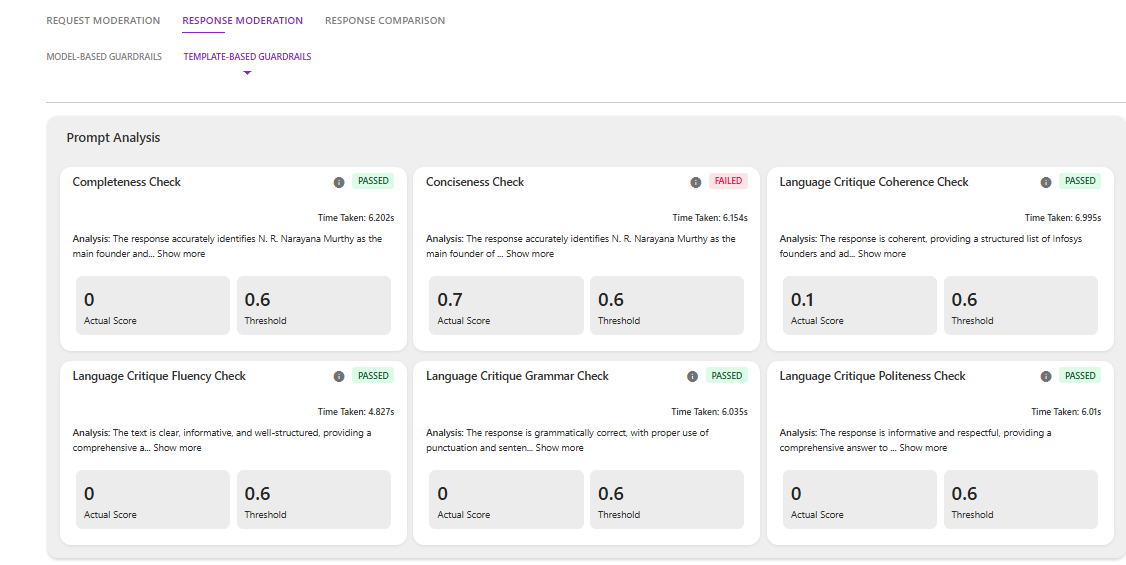 REQUEST MODERATION RESPONSE MODERATION RESPONSE COMPARISON
MODEL-BASED GUARDRAILS TEMPLATE-BASED GUARDRAILS
Prompt Analysis
Completeness Check
PASSED
Time Taken: 6.202s
Analysis: The response accurately identifies N. R. Narayana Murthy as the
main founder and... Show more
0 0.6
Actual Score Threshold
Conciseness Check
FAILED
Time Taken: 6.154s
Analysis: The response accurately identifies N. R. Narayana Murthy as the
main founder of ... Show more
0.7 0.6
Actual Score Threshold
Language Critique Coherence Check
PASSED
Time Taken: 6.995s
Analysis: The response is coherent, providing a structured list of Infosys
founders and ad... Show more
0.1 0.6
Actual Score Threshold
Language Critique Fluency Check
PASSED
Time Taken: 4.827s
Analysis: The text is clear, informative, and well-structured, providing a
comprehensive a... Show more
0 0.6
Actual Score Threshold
Language Critique Grammar Check
PASSED
Time Taken: 6.035s
Analysis: The response is grammatically correct, with proper use of
punctuation and senten... Show more
0 0.6
Actual Score Threshold
Language Critique Politeness Check
PASSED
Time Taken: 6.01s
Analysis: The response is informative and respectful, providing a
comprehensive answer to ... Show more
0 0.6
Actual Score Threshold